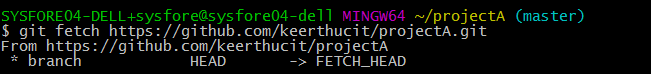 SYSFORE04-DELL+sysfore@sysfore04-dell MINGW64 ~/projectA (master)
$ git fetch https://github.com/keerthucit/projectA.git
From https://github.com/keerthucit/projectA
 * branch            HEAD       -> FETCH_HEAD